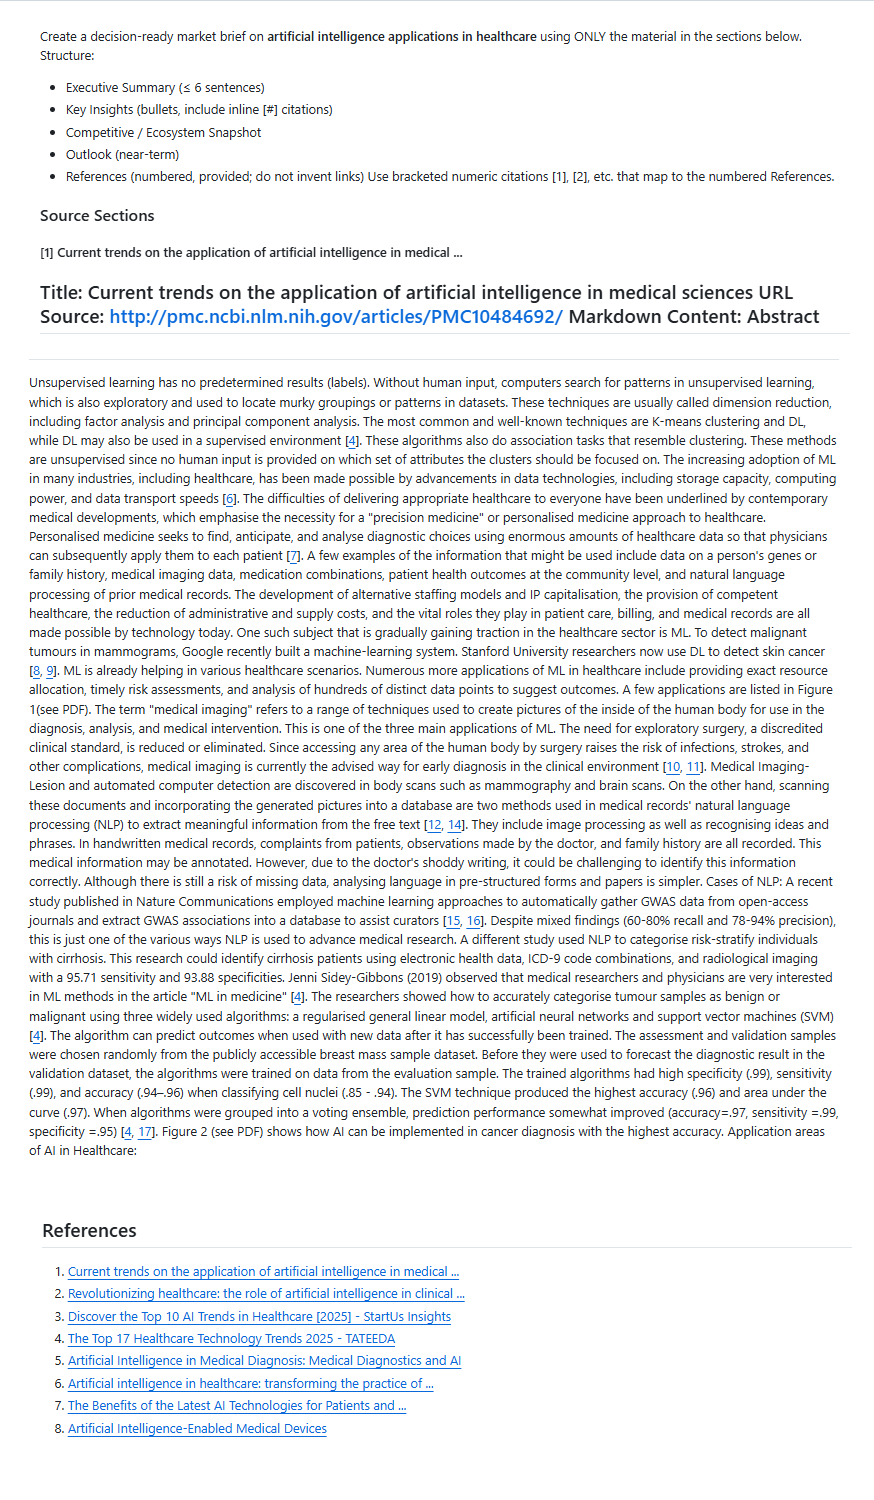 Create a decision-ready market brief on artificial intelligence applications in healthcare using ONLY the material in the sections below.
Structure:
• Executive Summary (≤ 6 sentences)
• Key Insights (bullets, include inline [#] citations)
• Competitive / Ecosystem Snapshot
• Outlook (near-term)
• References (numbered, provided; do not invent links) Use bracketed numeric citations [1], [2], etc. that map to the numbered References.
Source Sections
[1] Current trends on the application of artificial intelligence in medical ...
Title: Current trends on the application of artificial intelligence in medical sciences URL
Source: http://pmc.ncbi.nlm.nih.gov/articles/PMC10484692/ Markdown Content: Abstract
Unsupervised learning has no predetermined results (labels). Without human input, computers search for patterns in unsupervised learning,
which is also exploratory and used to locate murky groupings or patterns in datasets. These techniques are usually called dimension reduction,
including factor analysis and principal component analysis. The most common and well-known techniques are K-means clustering and DL,
while DL may also be used in a supervised environment [4]. These algorithms also do association tasks that resemble clustering. These methods
are unsupervised since no human input is provided on which set of attributes the clusters should be focused on. The increasing adoption of ML
in many industries, including healthcare, has been made possible by advancements in data technologies, including storage capacity, computing
power, and data transport speeds [6]. The difficulties of delivering appropriate healthcare to everyone have been underlined by contemporary
medical developments, which emphasise the necessity for a "precision medicine" or personalised medicine approach to healthcare.
Personalised medicine seeks to find, anticipate, and analyse diagnostic choices using enormous amounts of healthcare data so that physicians
can subsequently apply them to each patient [7]. A few examples of the information that might be used include data on a person's genes or
family history, medical imaging data, medication combinations, patient health outcomes at the community level, and natural language
processing of prior medical records. The development of alternative staffing models and IP capitalisation, the provision of competent
healthcare, the reduction of administrative and supply costs, and the vital roles they play in patient care, billing, and medical records are all
made possible by technology today. One such subject that is gradually gaining traction in the healthcare sector is ML. To detect malignant
tumours in mammograms, Google recently built a machine-learning system. Stanford University researchers now use DL to detect skin cancer
[8, 9]. ML is already helping in various healthcare scenarios. Numerous more applications of ML in healthcare include providing exact resource
allocation, timely risk assessments, and analysis of hundreds of distinct data points to suggest outcomes. A few applications are listed in Figure
1(see PDF). The term "medical imaging" refers to a range of techniques used to create pictures of the inside of the human body for use in the
diagnosis, analysis, and medical intervention. This is one of the three main applications of ML. The need for exploratory surgery, a discredited
clinical standard, is reduced or eliminated. Since accessing any area of the human body by surgery raises the risk of infections, strokes, and
other complications, medical imaging is currently the advised way for early diagnosis in the clinical environment [10, 11]. Medical Imaging-
Lesion and automated computer detection are discovered in body scans such as mammography and brain scans. On the other hand, scanning
these documents and incorporating the generated pictures into a database are two methods used in medical records' natural language
processing (NLP) to extract meaningful information from the free text [12, 14]. They include image processing as well as recognising ideas and
phrases. In handwritten medical records, complaints from patients, observations made by the doctor, and family history are all recorded. This
medical information may be annotated. However, due to the doctor's shoddy writing, it could be challenging to identify this information
correctly. Although there is still a risk of missing data, analysing language in pre-structured forms and papers is simpler. Cases of NLP: A recent
study published in Nature Communications employed machine learning approaches to automatically gather GWAS data from open-access
journals and extract GWAS associations into a database to assist curators [15, 16]. Despite mixed findings (60-80% recall and 78-94% precision),
this is just one of the various ways NLP is used to advance medical research. A different study used NLP to categorise risk-stratify individuals
with cirrhosis. This research could identify cirrhosis patients using electronic health data, ICD-9 code combinations, and radiological imaging
with a 95.71 sensitivity and 93.88 specificities. Jenni Sidey-Gibbons (2019) observed that medical researchers and physicians are very interested
in ML methods in the article "ML in medicine" [4]. The researchers showed how to accurately categorise tumour samples as benign or
malignant using three widely used algorithms: a regularised general linear model, artificial neural networks and support vector machines (SVM)
[4]. The algorithm can predict outcomes when used with new data after it has successfully been trained. The assessment and validation samples
were chosen randomly from the publicly accessible breast mass sample dataset. Before they were used to forecast the diagnostic result in the
validation dataset, the algorithms were trained on data from the evaluation sample. The trained algorithms had high specificity (.99), sensitivity
(.99), and accuracy (.94–.96) when classifying cell nuclei (.85 - .94). The SVM technique produced the highest accuracy (.96) and area under the
curve (.97). When algorithms were grouped into a voting ensemble, prediction performance somewhat improved (accuracy=.97, sensitivity =.99,
specificity =.95) [4, 17]. Figure 2 (see PDF) shows how AI can be implemented in cancer diagnosis with the highest accuracy. Application areas
of AI in Healthcare:
References
1. Current trends on the application of artificial intelligence in medical ...
2. Revolutionizing healthcare: the role of artificial intelligence in clinical ...
3. Discover the Top 10 AI Trends in Healthcare [2025] - StartUs Insights
4. The Top 17 Healthcare Technology Trends 2025 - TATEEDA
5. Artificial Intelligence in Medical Diagnosis: Medical Diagnostics and AI
6. Artificial intelligence in healthcare: transforming the practice of ...
7. The Benefits of the Latest AI Technologies for Patients and ...
8. Artificial Intelligence-Enabled Medical Devices